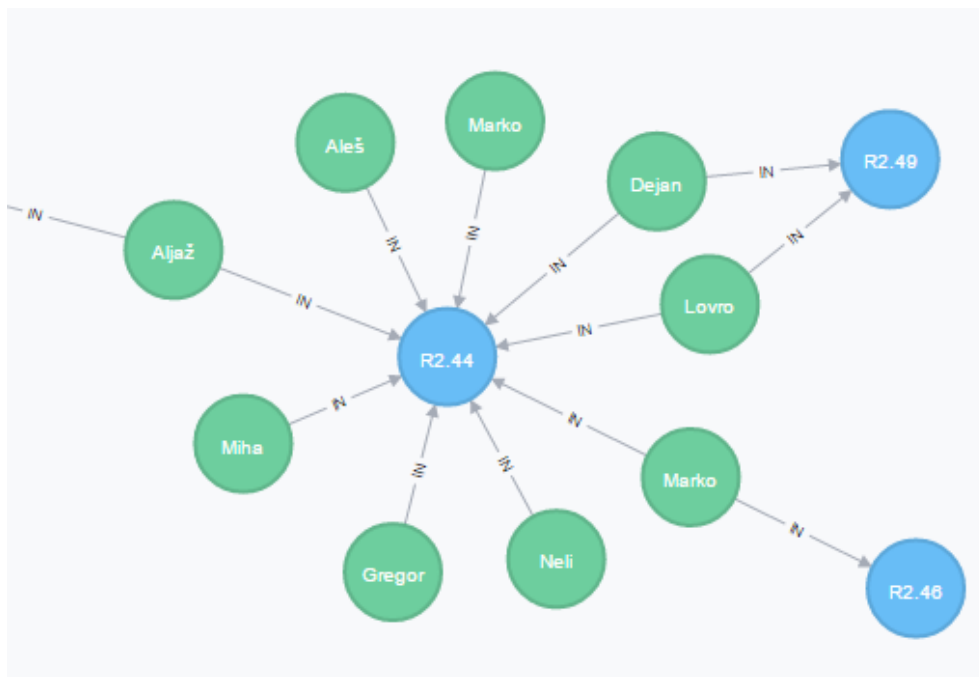 Marko
Aleš
IN
Dejan
R2.49
IN
Aljaž
IN
IN
IN
IN
IN
Lovro
IN
IN
R2.44
IN
Miha
IN
IN
IN
Marko
IN
Gregor
Neli
R2.46